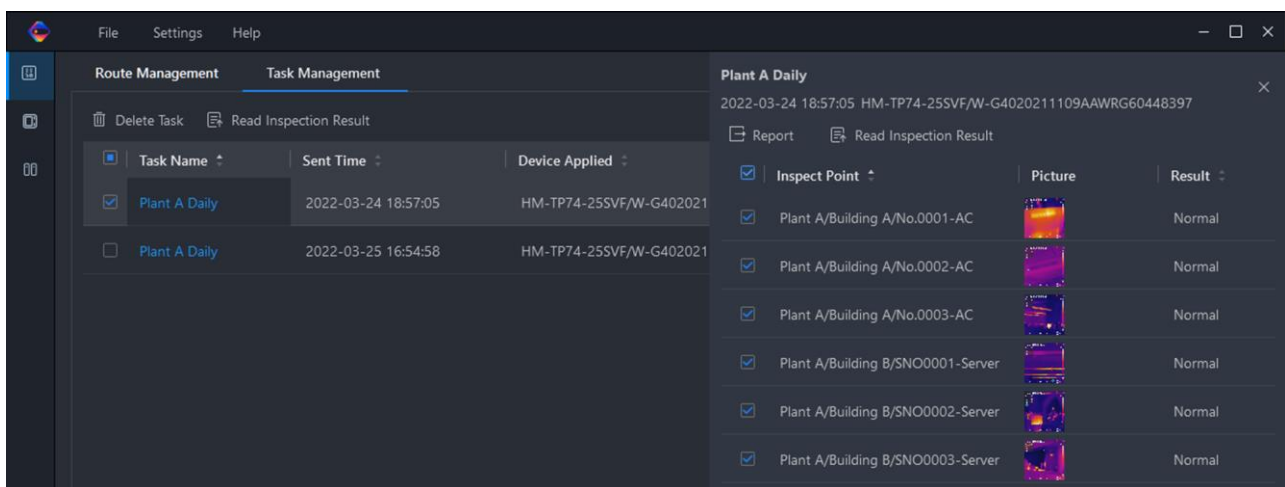 File Settings Help
Route Management Task Management
Delete Task Read Inspection Result
Task Name Sent Time Device Applied
Plant A Daily 2022-03-24 18:57:05 HM-TP74-25SVF/W-G402021
Plant A Daily 2022-03-25 16:54:58 HM-TP74-25SVF/W-G402021
Plant A Daily
2022-03-24 18:57:05 HM-TP74-25SVF/W-G4020211109AAWRG60448397
Report Read Inspection Result
Inspect Point Picture Result
Plant A/Building A/No.0001-AC Normal
Plant A/Building A/No.0002-AC Normal
Plant A/Building A/No.0003-AC Normal
Plant A/Building B/SNO0001-Server Normal
Plant A/Building B/SNO0002-Server Normal
Plant A/Building B/SNO0003-Server Normal